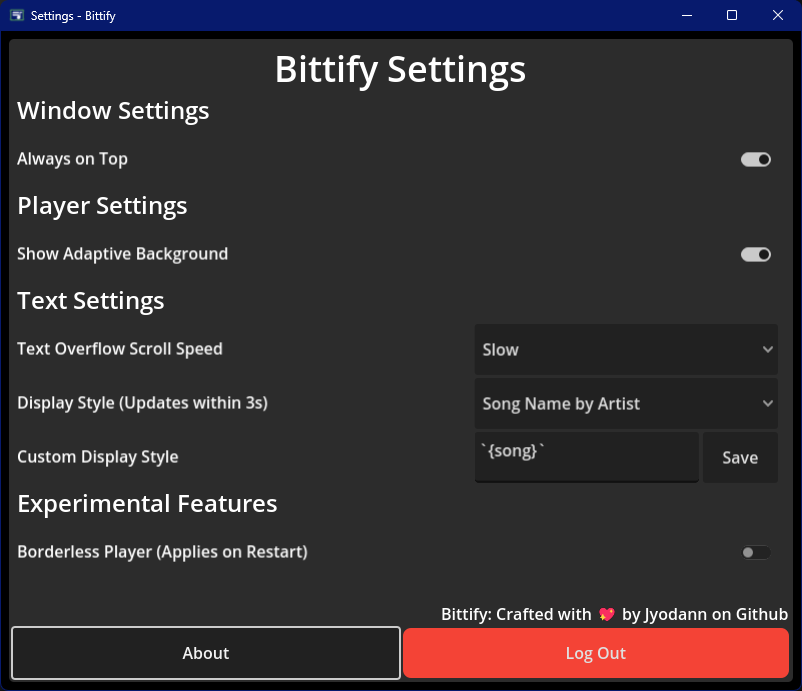 Settings - Bittify
Bittify Settings
Window Settings
Always on Top
Player Settings
Show Adaptive Background
Text Settings
Text Overflow Scroll Speed
Slow
Display Style (Updates within 3s)
Song Name by Artist
Custom Display Style
`{song}`
Save
Experimental Features
Borderless Player (Applies on Restart)
Bittify: Crafted with 💖 by Jyodann on Github
About
Log Out